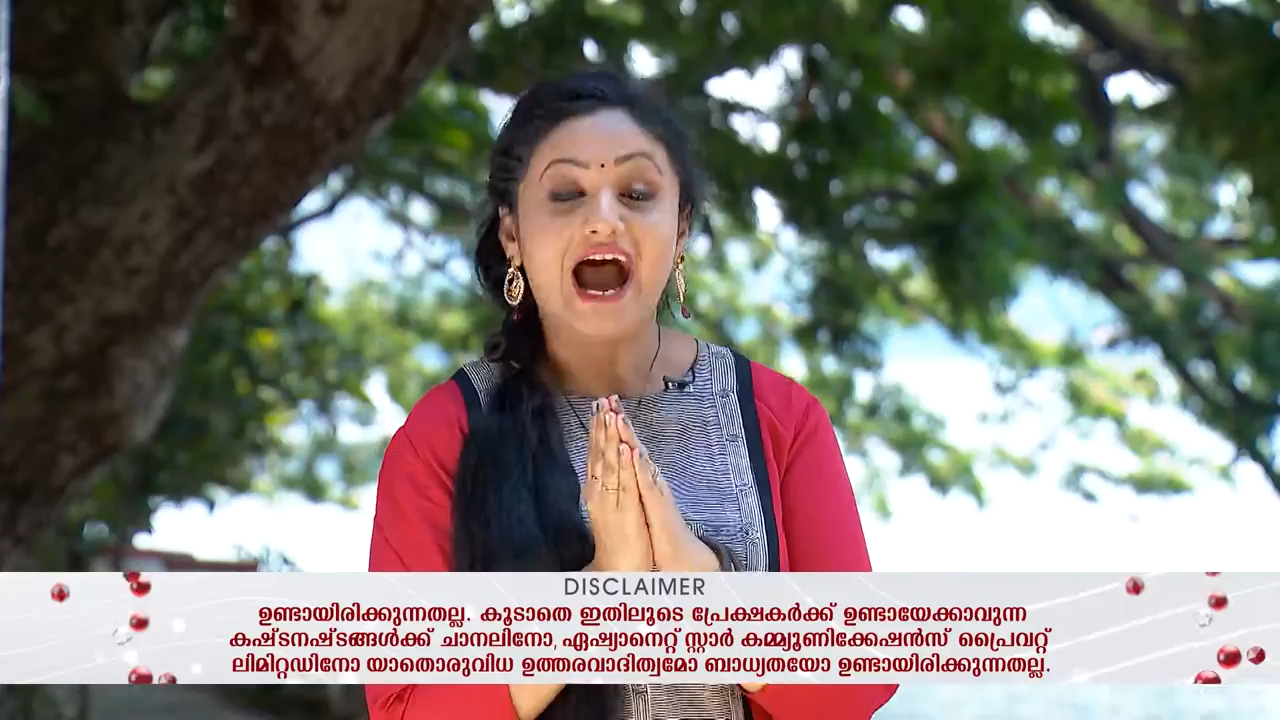 DISCLAIMER
ഉണ്ടായിരിക്കുന്നതല്ല. കൂടാതെ ഇതിലൂടെ പ്രേക്ഷകർക്ക് ഉണ്ടായേക്കാവുന്ന
കഷ്ടനഷ്ടങ്ങൾക്ക് ചാനലിനോ, ഏഷ്യാനെറ്റ് സ്റ്റാർ കമ്മ്യൂണിക്കേഷൻസ് പ്രൈവറ്റ്
ലിമിറ്റഡിനോ യാതൊരുവിധ ഉത്തരവാദിത്വമോ ബാധ്യതയോ ഉണ്ടായിരിക്കുന്നതല്ല.